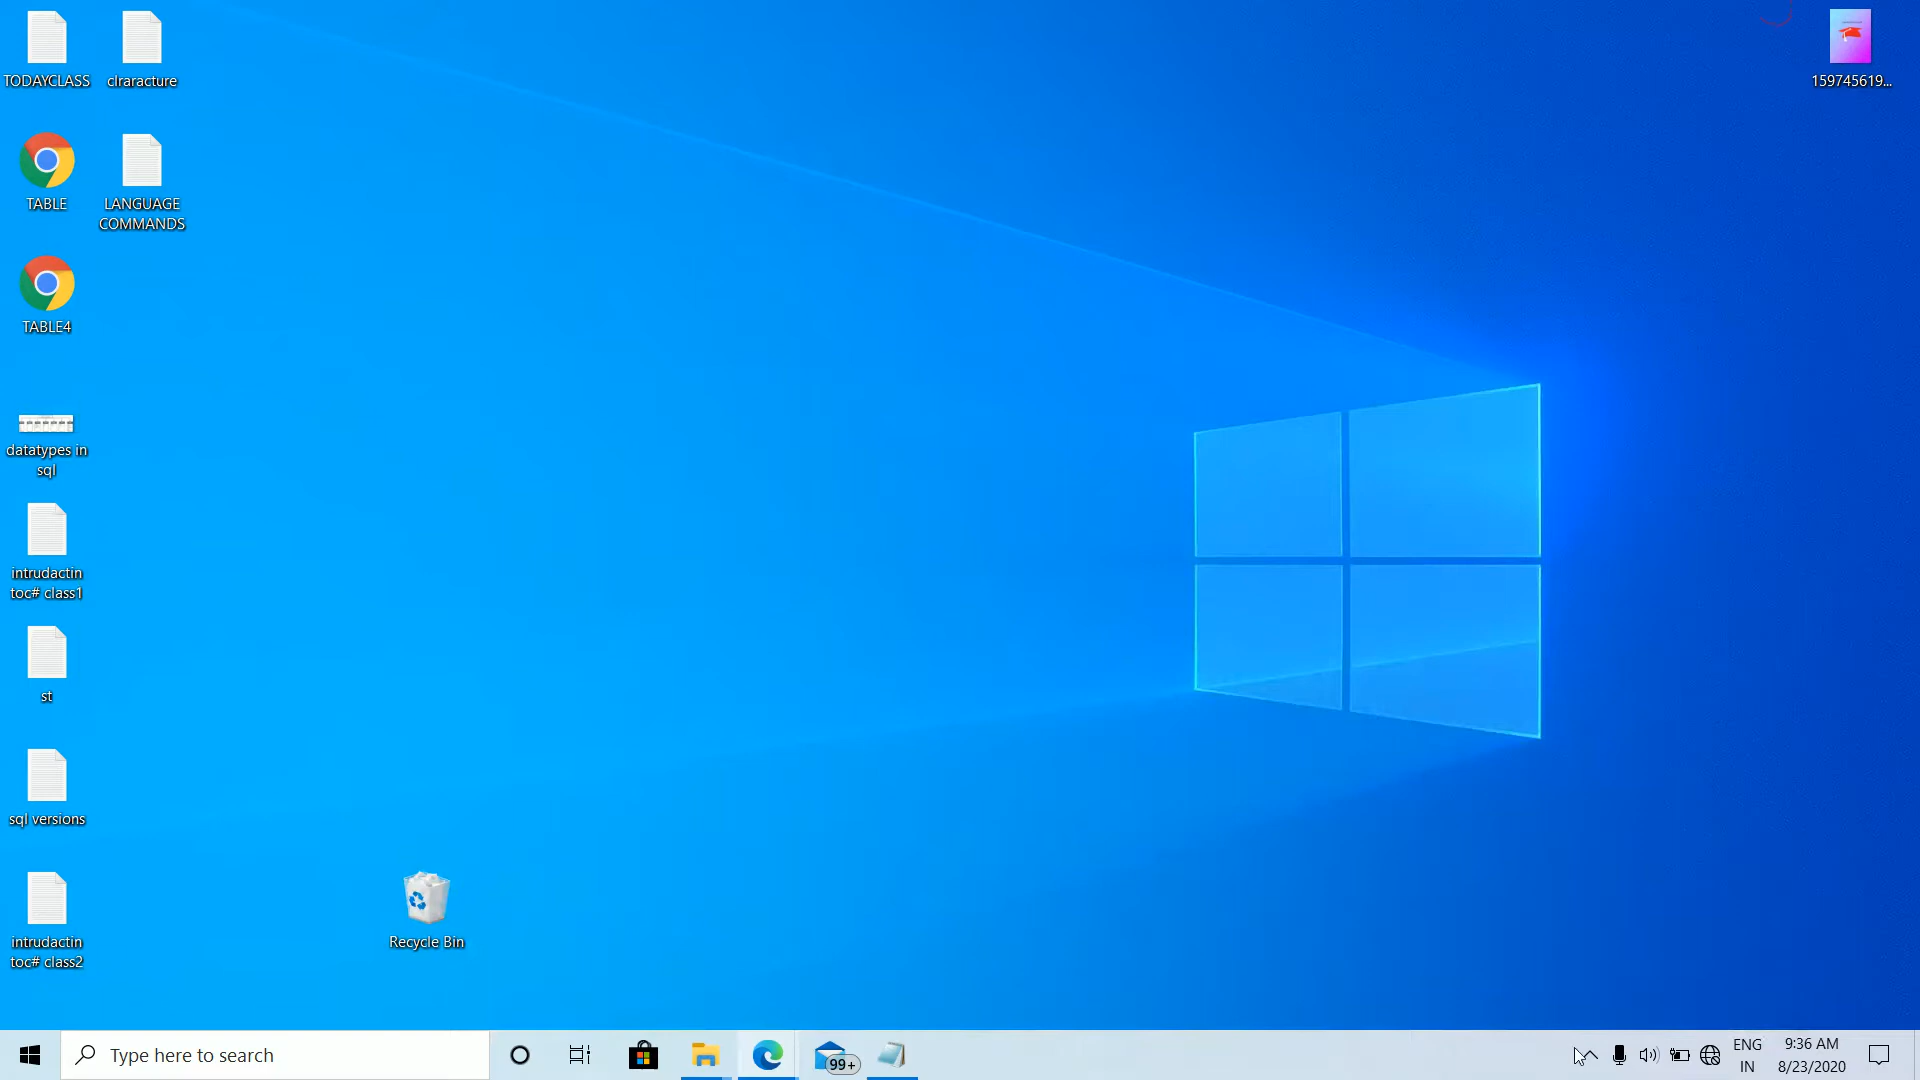 TODAYCLASS
clraracture
159745619...
TABLE
LANGUAGE
COMMANDS
TABLE4
datatypes in
sql
intrudactin
toc# class1
st
sql versions
intrudactin
toc# class2
Recycle Bin
Type here to search
99+
ENG
IN
9:36 AM
8/23/2020